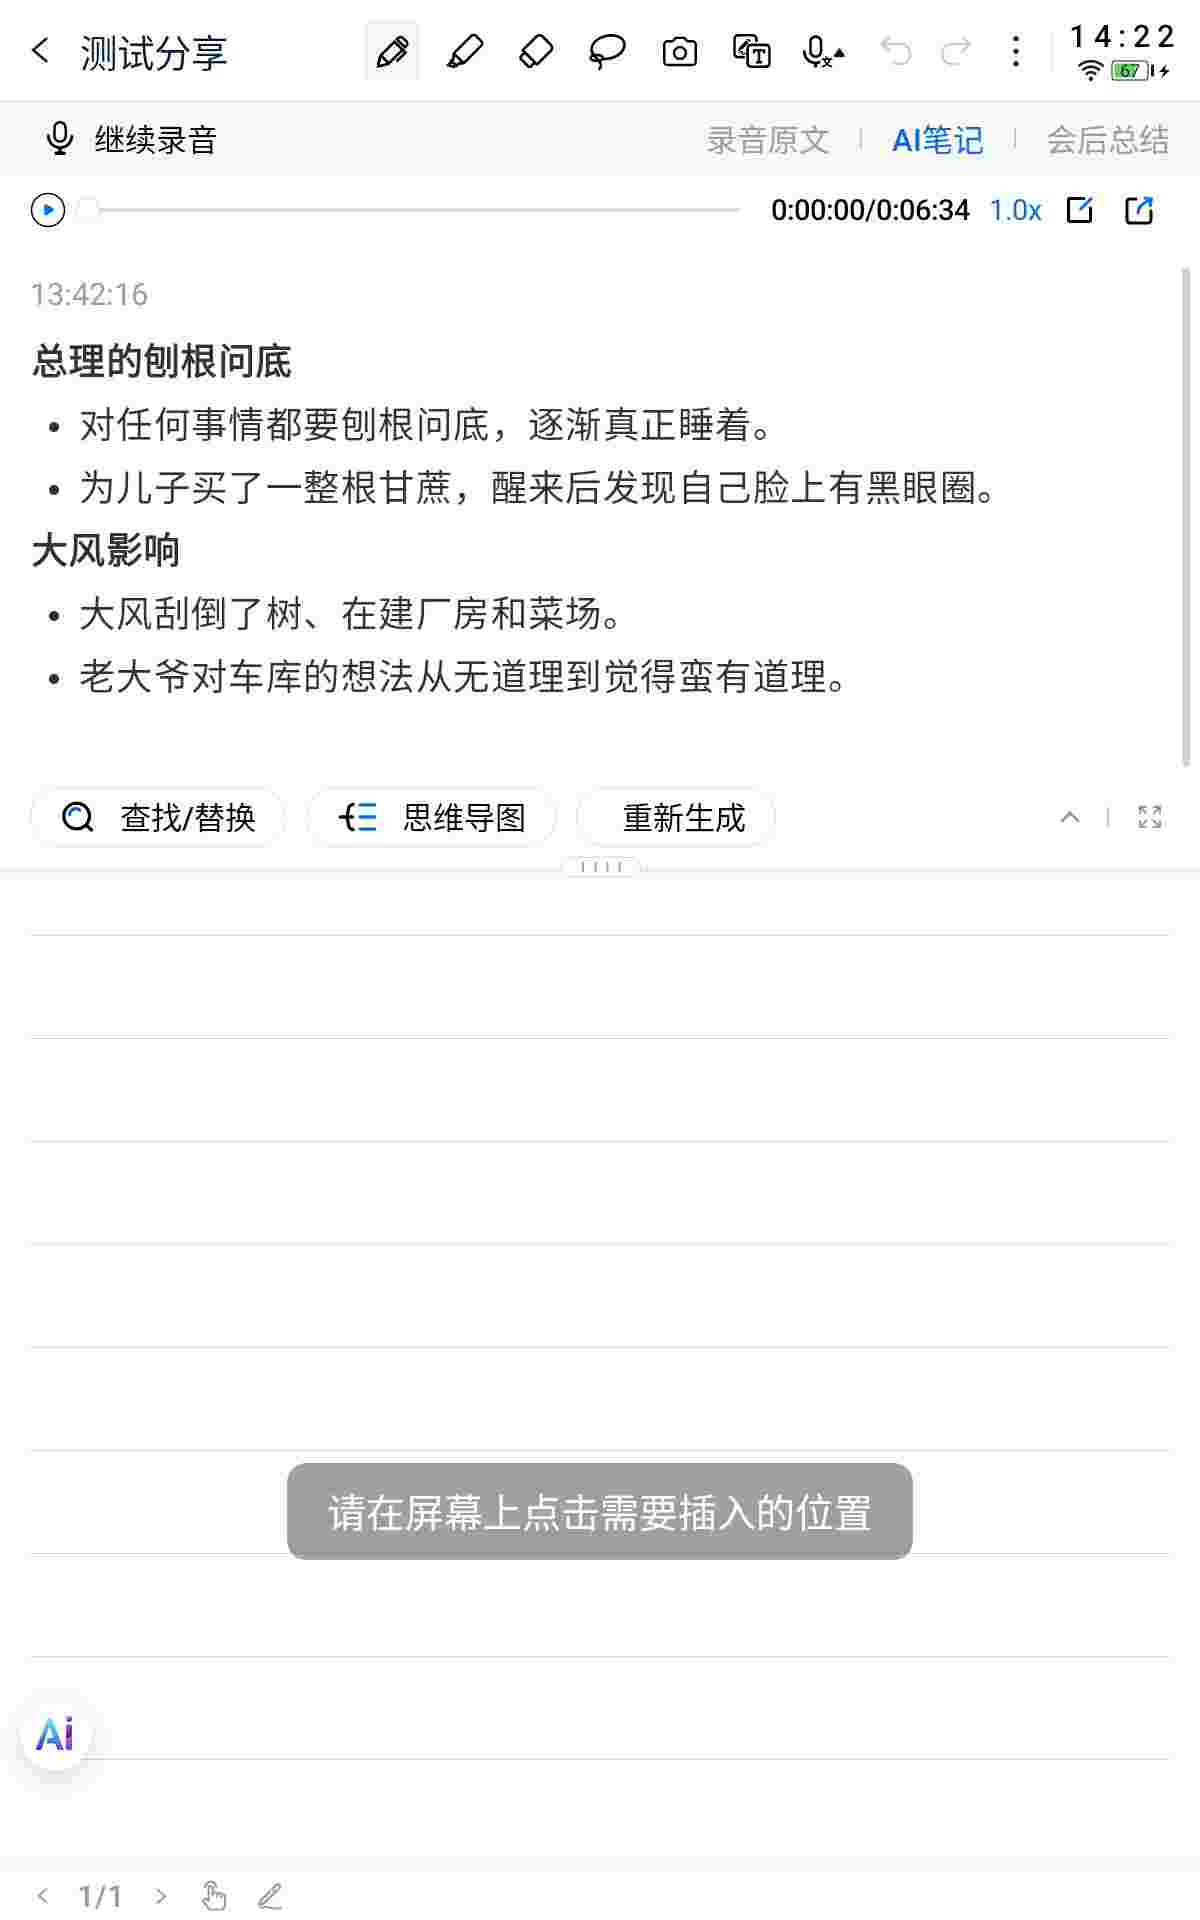 测试分享
14:22
67
继续录音
录音原文 AI笔记 会后总结
0:00:00/0:06:34 1.0x
13:42:16
总理的刨根问底
• 对任何事情都要刨根问底，逐渐真正睡着。
• 为儿子买了一整根甘蔗，醒来后发现自己脸上有黑眼圈。
大风影响
• 大风刮倒了树、在建厂房和菜场。
• 老大爷对车库的想法从无道理到觉得蛮有道理。
查找/替换 思维导图 重新生成
请在屏幕上点击需要插入的位置
Ai
1/1